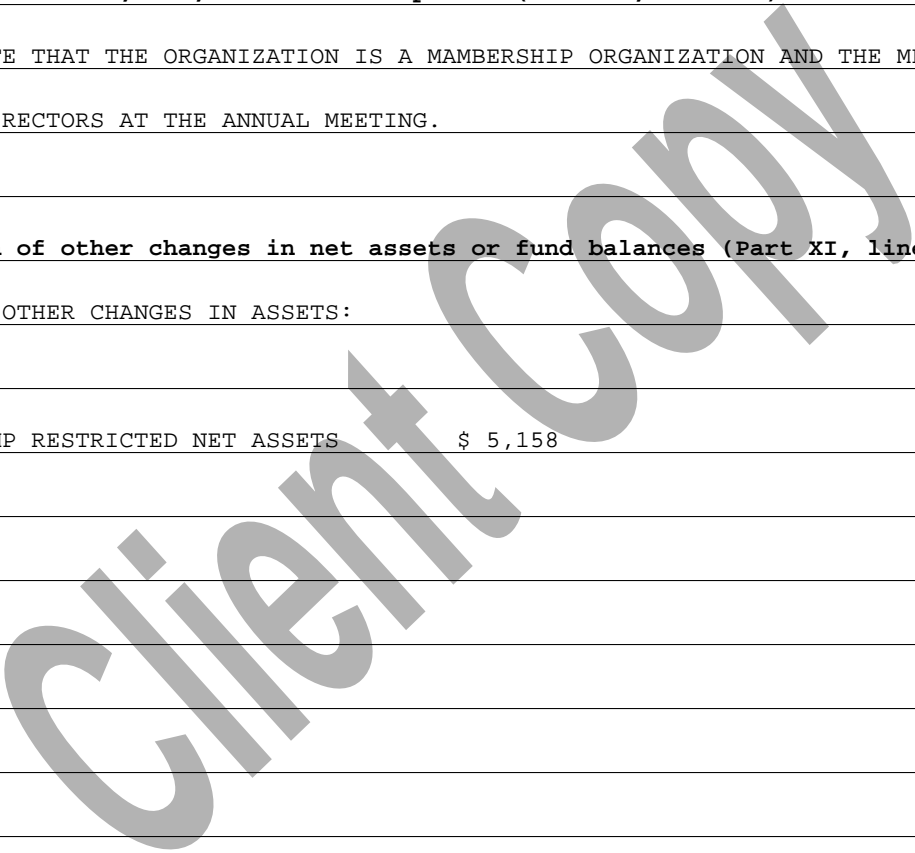 THAT THE ORGANIZATION IS A MAMBERSHIP ORGANIZATION AND THE
RECTORS AT THE ANNUAL MEETING.
of other changes in net assets or fund balances (Part XI, line
OTHER CHANGES IN ASSETS:
RESTRICTED NET ASSETS $ 5,158
Client Copy